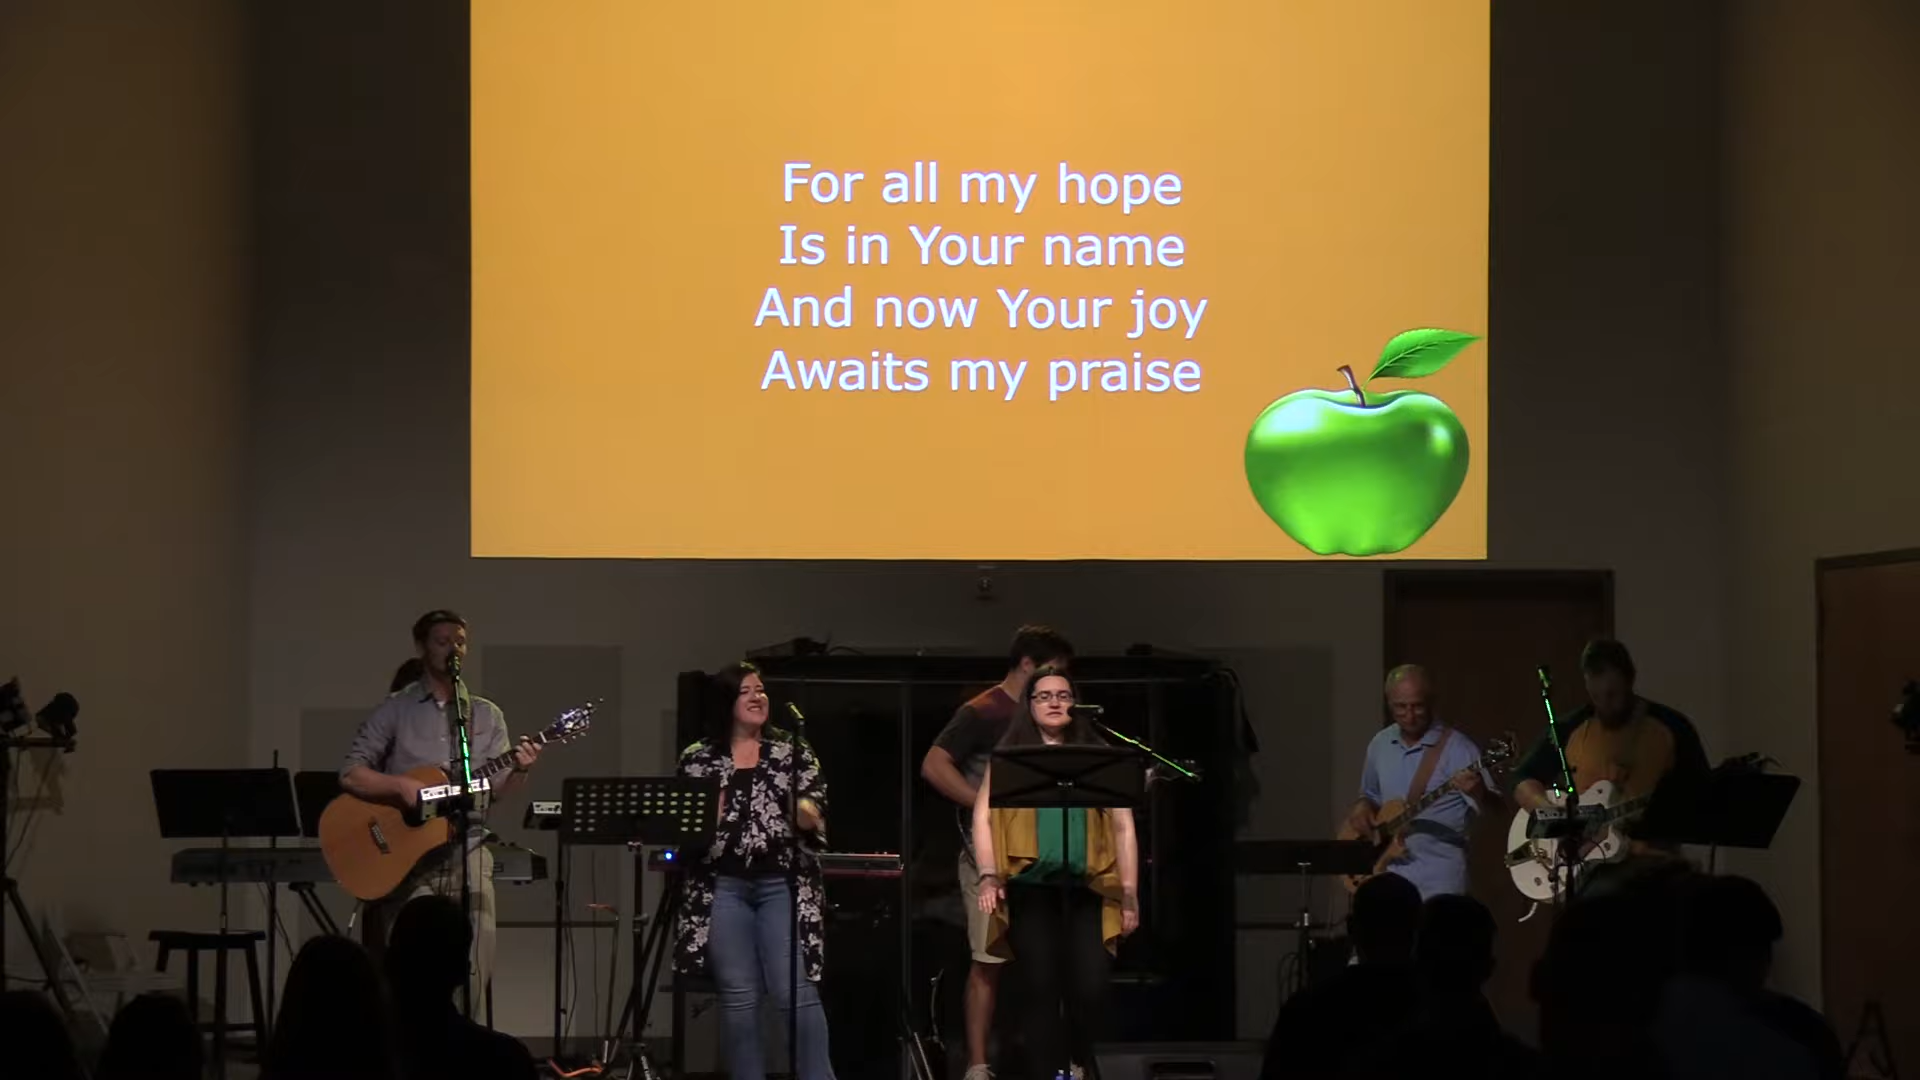 For all my hope
Is in Your name
And now Your joy
Awaits my praise